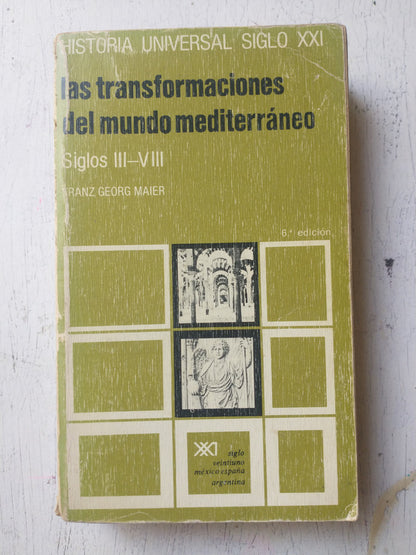 HISTORIA UNIVERSAL SIGLO XXI
las transformaciones
del mundo mediterráneo
Siglos III—VIII
FRANZ GEORG MAIER
6.ª edición
XXI
siglo
veintiuno
méxico españa
argentina